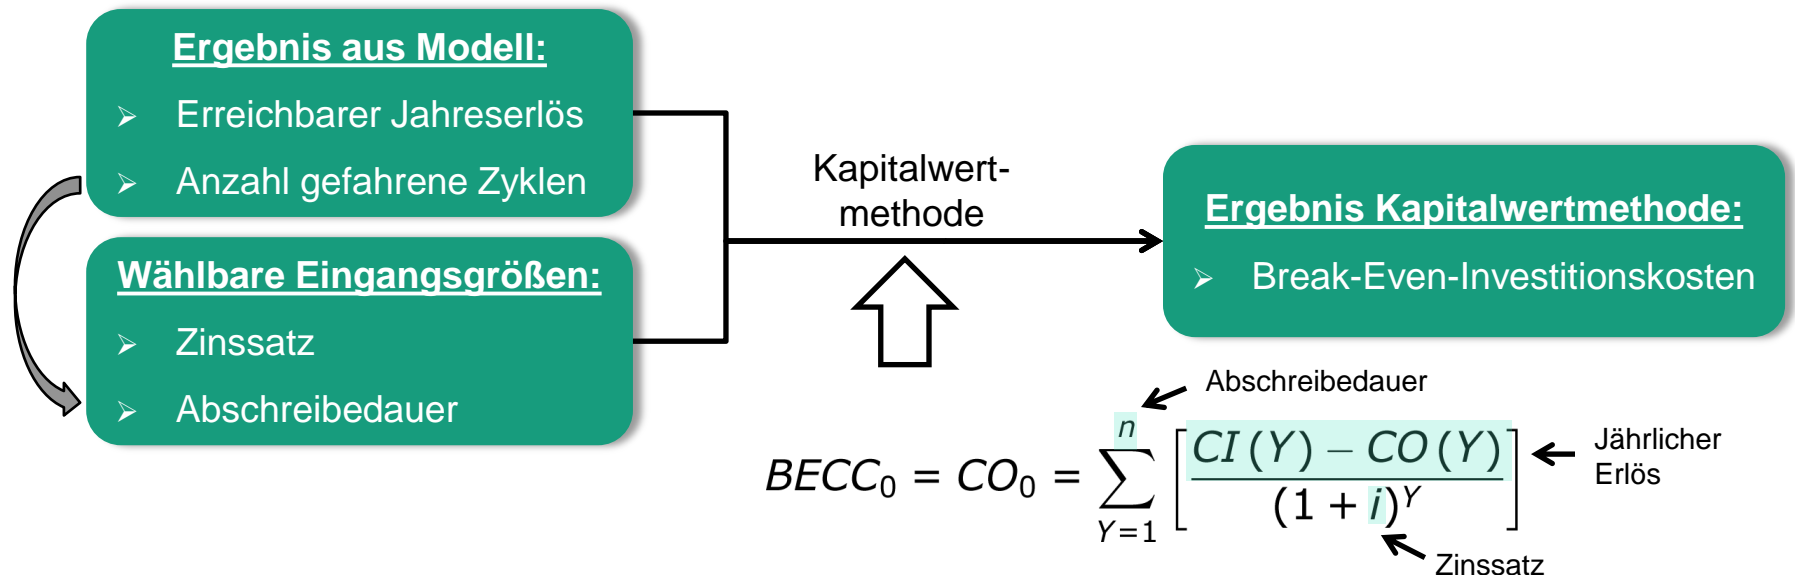 Ergebnis aus Modell:
➢ Erreichbarer Jahreserlös
➢ Anzahl gefahrene Zyklen
Wählbare Eingangsgrößen:
➢ Zinssatz
➢ Abschreibedauer
Kapitalwert-
methode
Ergebnis Kapitalwertmethode:
➢ Break-Even-Investitionskosten
Abschreibedauer
BECC₀ = CO₀ = ∑_{Y=1}^{n} [ (CI (Y) − CO (Y)) / (1 + i)^Y ]
Jährlicher
Erlös
Zinssatz